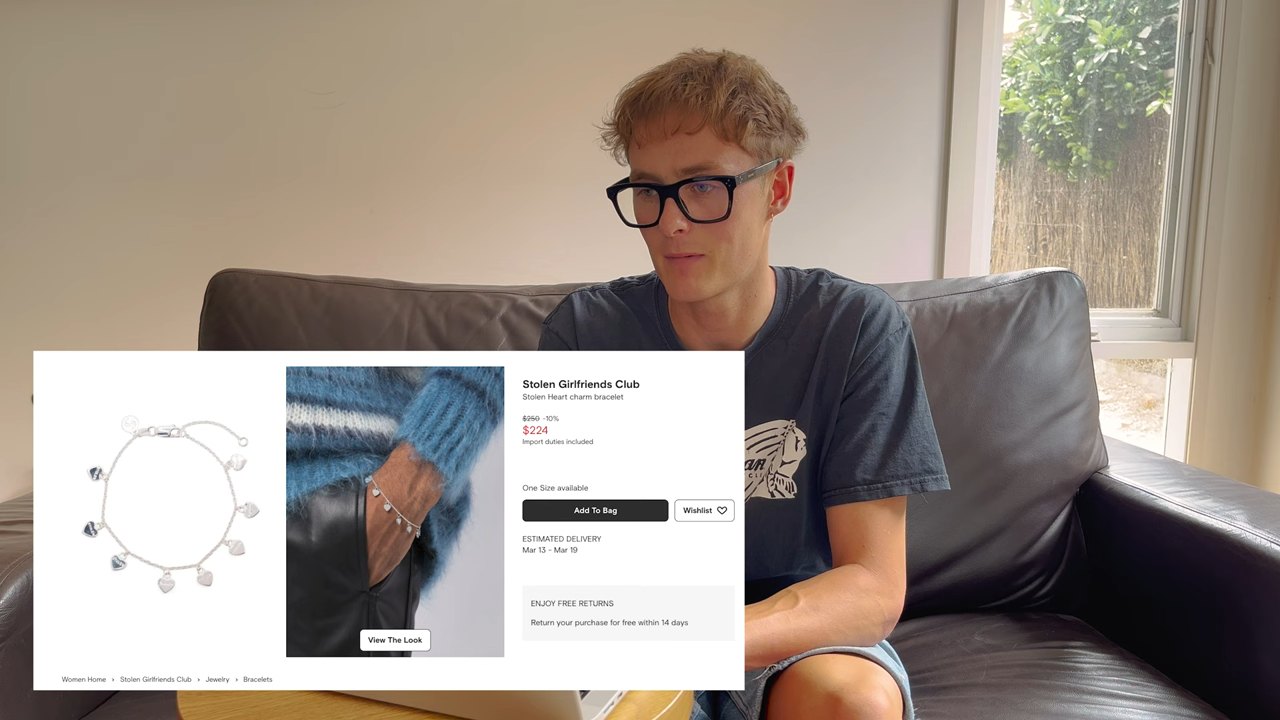 Stolen Girlfriends Club
Stolen Heart charm bracelet
$250 -10%
$224
Import duties included
One Size available
Add To Bag
Wishlist
ESTIMATED DELIVERY
Mar 13 - Mar 19
ENJOY FREE RETURNS
Return your purchase for free within 14 days
View The Look
Women Home › Stolen Girlfriends Club › Jewelry › Bracelets